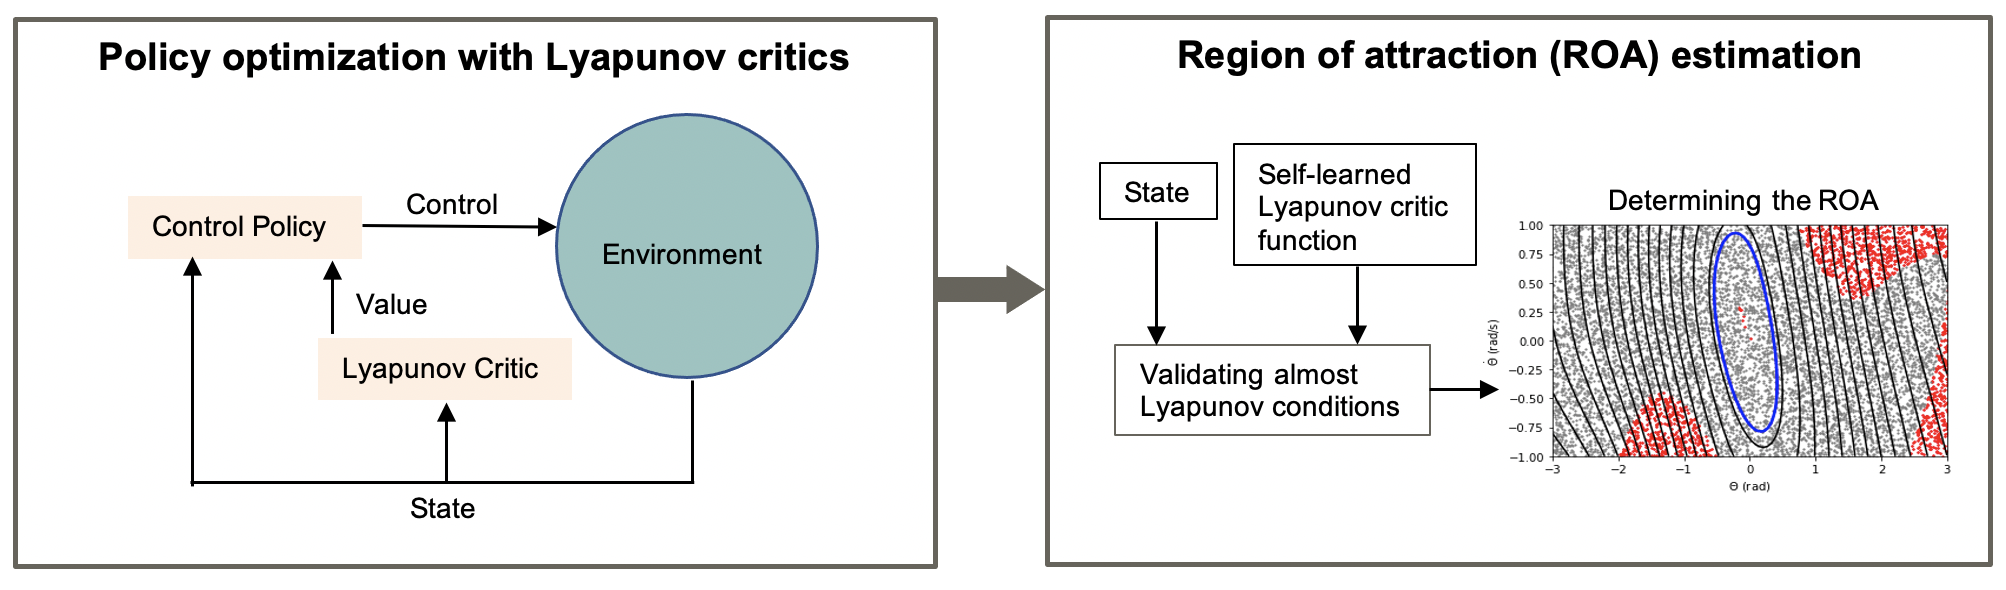 Policy optimization with Lyapunov critics
Control Policy
Control
Environment
Value
Lyapunov Critic
State
Region of attraction (ROA) estimation
State
Self-learned
Lyapunov critic
function
Validating almost
Lyapunov conditions
Determining the ROA
1.00
0.75
0.50
0.25
0.00
−0.25
−0.50
−0.75
−1.00
Θ̇ (rad/s)
−3 −2 −1 0 1 2 3
Θ (rad)